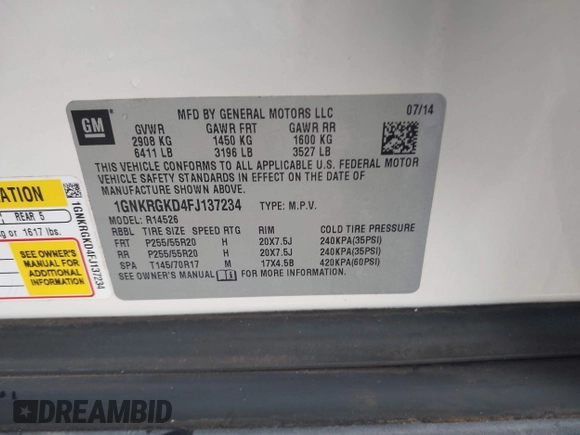 GM
MFD BY GENERAL MOTORS LLC 07/14
GVWR GAWR FRT GAWR RR
2908 KG 1450 KG 1600 KG
6411 LB 3196 LB 3527 LB
THIS VEHICLE CONFORMS TO ALL APPLICABLE U.S. FEDERAL MOTOR
VEHICLE SAFETY STANDARDS IN EFFECT ON THE DATE OF
MANUFACTURE SHOWN ABOVE.
1GNKRGKD4FJ137234 TYPE: M.P.V.
MODEL: R14526
RBBL TIRE SIZE SPEED RTG RIM COLD TIRE PRESSURE
FRT P255/55R20 H 20X7.5J 240KPA(35PSI)
RR P255/55R20 H 20X7.5J 240KPA(35PSI)
SPA T145/70R17 M 17X4.5B 420KPA(60PSI)
SEE OWNER'S MANUAL FOR MORE INFORMATION.
REAR 5
or 1617 lbs.
SEE OWNER'S
MANUAL FOR
ADDITIONAL
INFORMATION
1GNKRGKD4FJ137234
DREAMBID